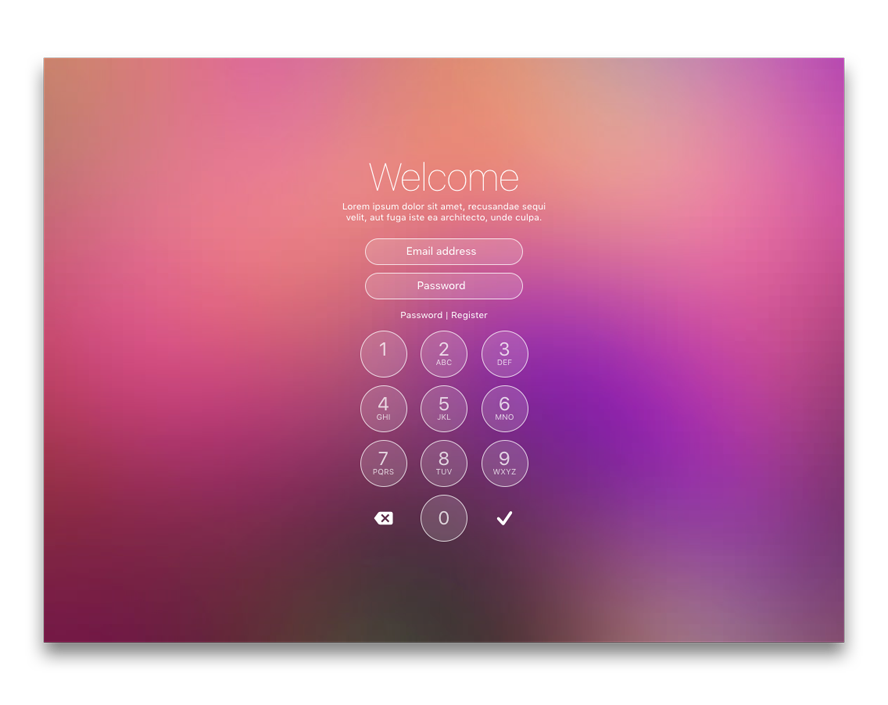 Welcome
Lorem ipsum dolor sit amet, recusandae sequi
velit, aut fuga iste ea architecto, unde culpa.
Email address
Password
Password | Register
1 2 3
ABC DEF
4 5 6
GHI JKL MNO
7 8 9
PQRS TUV WXYZ
0